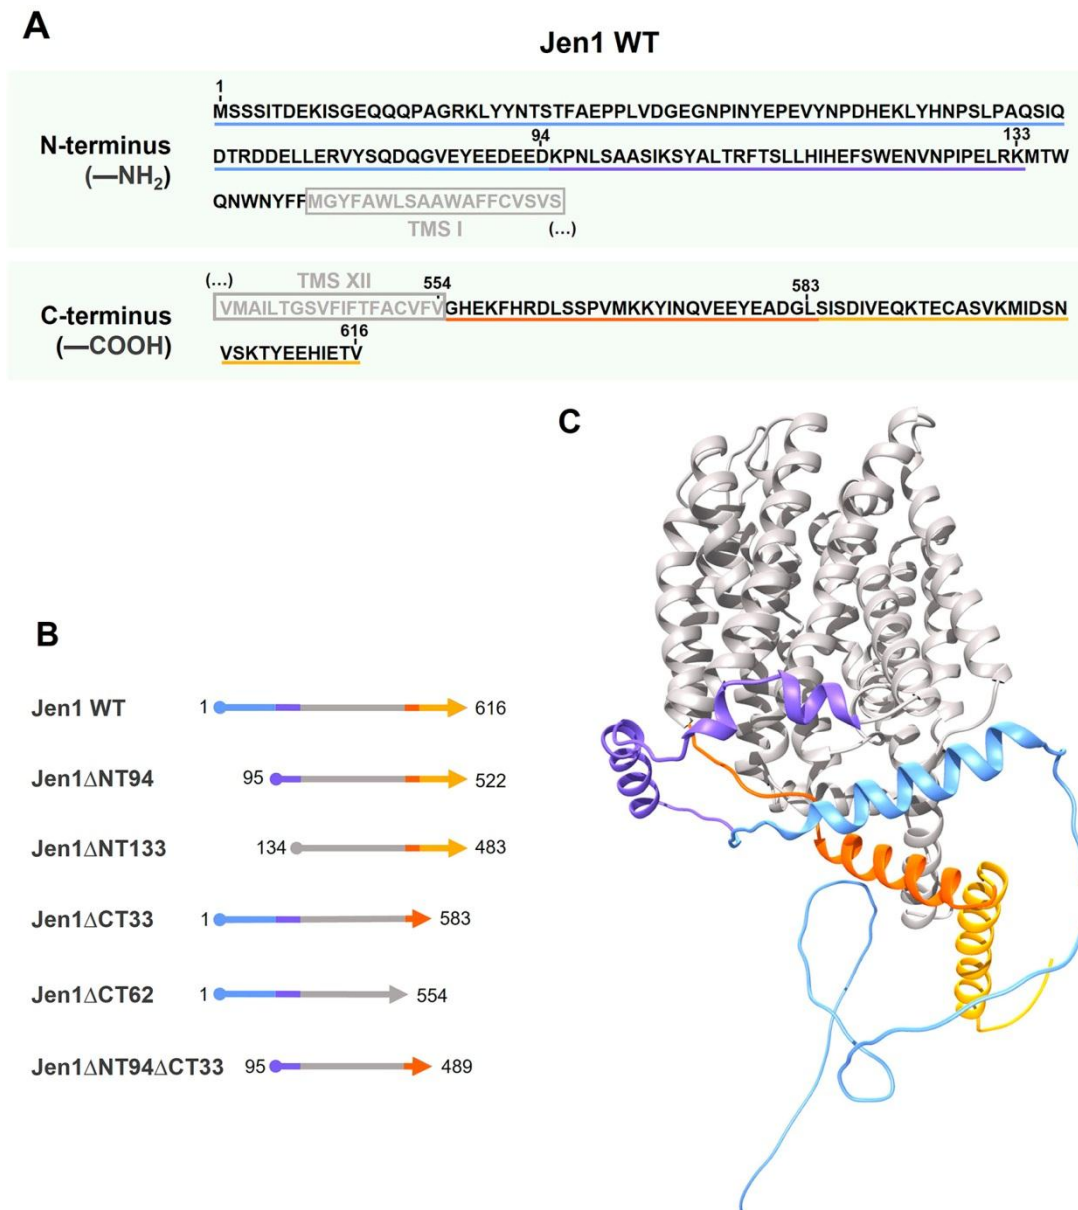 A
Jen1 WT
1
N-terminus
(—NH2)
MSSSITDEKISGEQQQPAGRKLYYNTSTFAEPPLVDGEGNPINYEPEVYNPDHEKLYHNPSLPAQSIQ
94
133
DTRDDELLERVYSQDQGVEYEEDEEDKPNLSAASIKSYALTRFTSLLHIHEFSWENVNPIPELRKMTW
QNWNYFFMGYFAWLSAAWAFFCVSVS
TMS I
(...)
(...)
TMS XII
554
583
C-terminus
(—COOH)
VMAILTGSVFIFTFACVFVGHEKFHRDLSSPVMKKYINQVEEYEADGLSISDIVEQKTECASVKMIDSN
616
VSKTYEEHIETV
C
B
Jen1 WT 1 616
Jen1ΔNT94 95 522
Jen1ΔNT133 134 483
Jen1ΔCT33 1 583
Jen1ΔCT62 1 554
Jen1ΔNT94ΔCT33 95 489